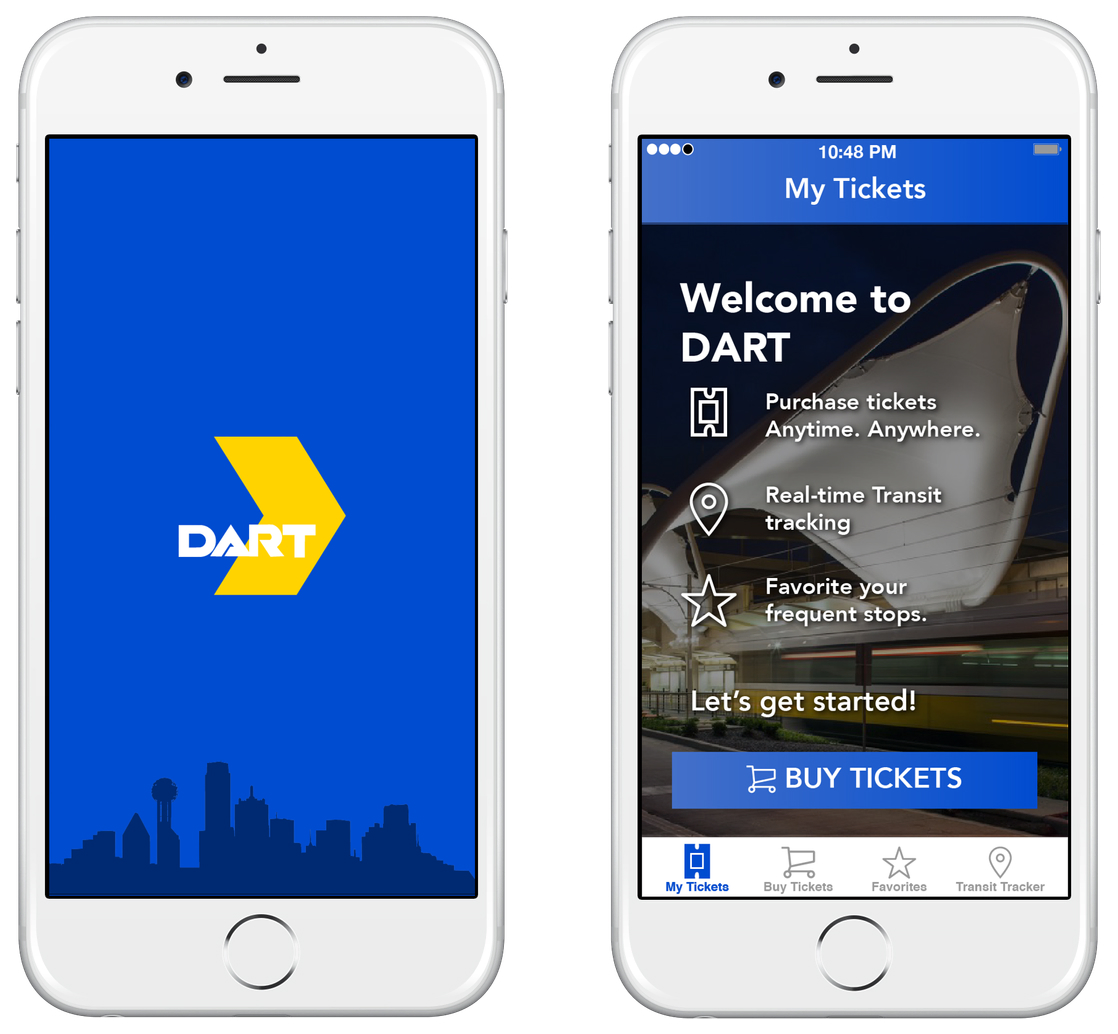 DART
10:48 PM
My Tickets
Welcome to
DART
Purchase tickets
Anytime. Anywhere.
Real-time Transit
tracking
Favorite your
frequent stops.
Let's get started!
BUY TICKETS
My Tickets
Buy Tickets
Favorites
Transit Tracker